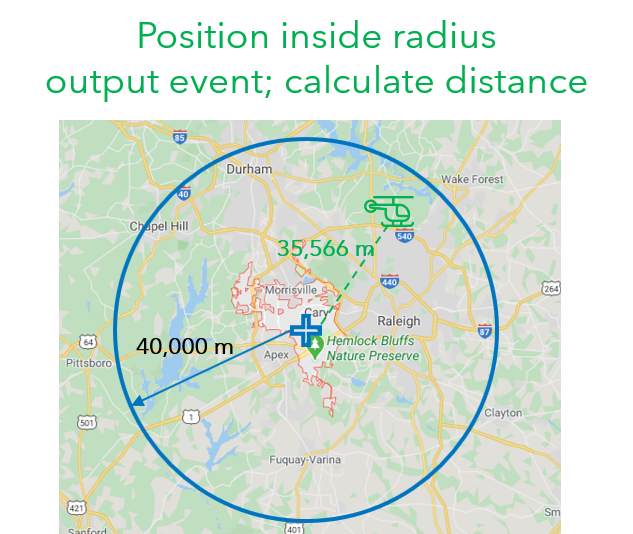 Position inside radius
output event; calculate distance
85
Durham
Wake Forest
40
Chapel Hill
540
35,566 m
440
264
Morrisville
Cary
Raleigh
87
64
40,000 m
Hemlock Bluffs
Apex
Nature Preserve
Pittsboro
1
Clayton
501
Fuquay-Varina
421
Sm
401
Sanford